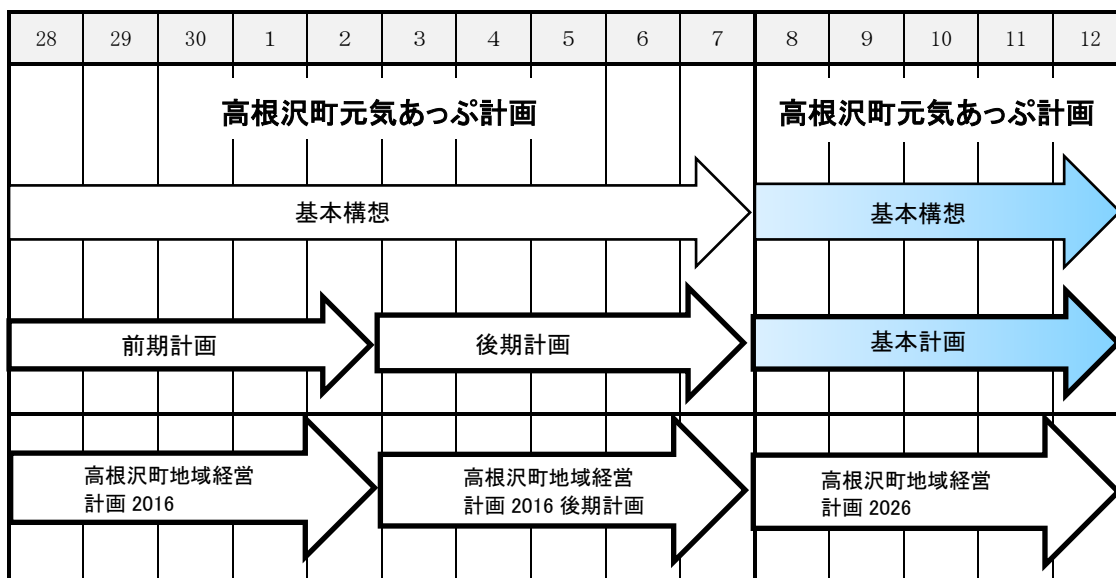 28 29 30 1 2 3 4 5 6 7 8 9 10 11 12
高根沢町元気あっぷ計画 高根沢町元気あっぷ計画
基本構想 基本構想
前期計画 後期計画 基本計画
高根沢町地域経営
計画 2016
高根沢町地域経営
計画 2016 後期計画
高根沢町地域経営
計画 2026